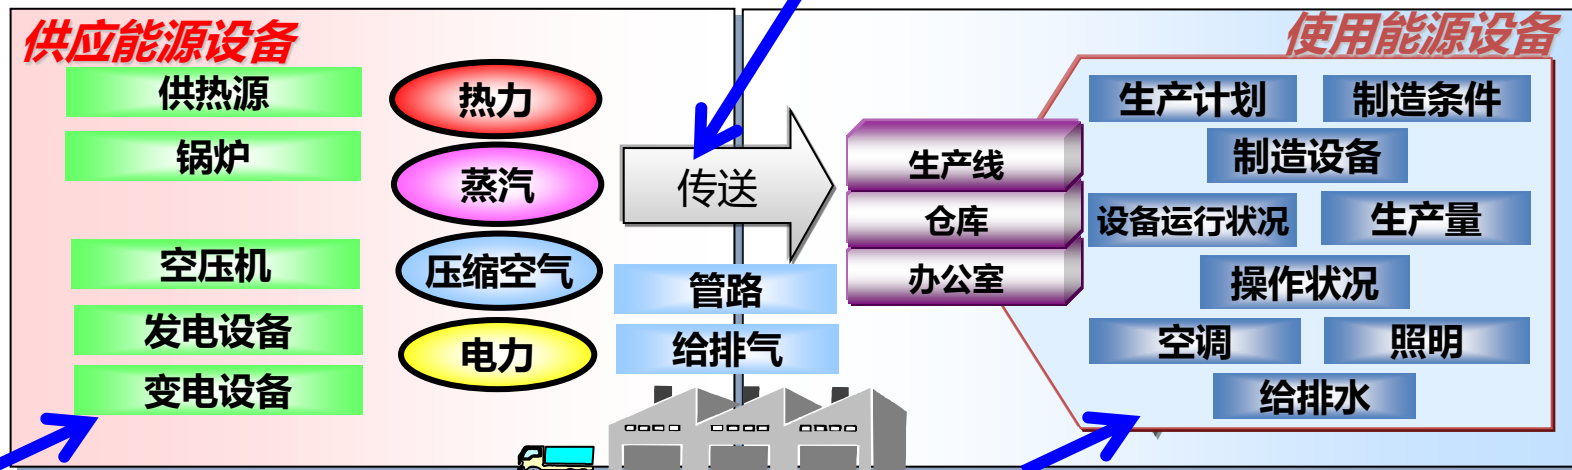 供应能源设备
供热源
锅炉
空压机
发电设备
变电设备
热力
蒸汽
压缩空气
电力
传送
管路
给排气
使用能源设备
生产线
仓库
办公室
生产计划
制造条件
制造设备
设备运行状况
生产量
操作状况
空调
照明
给排水